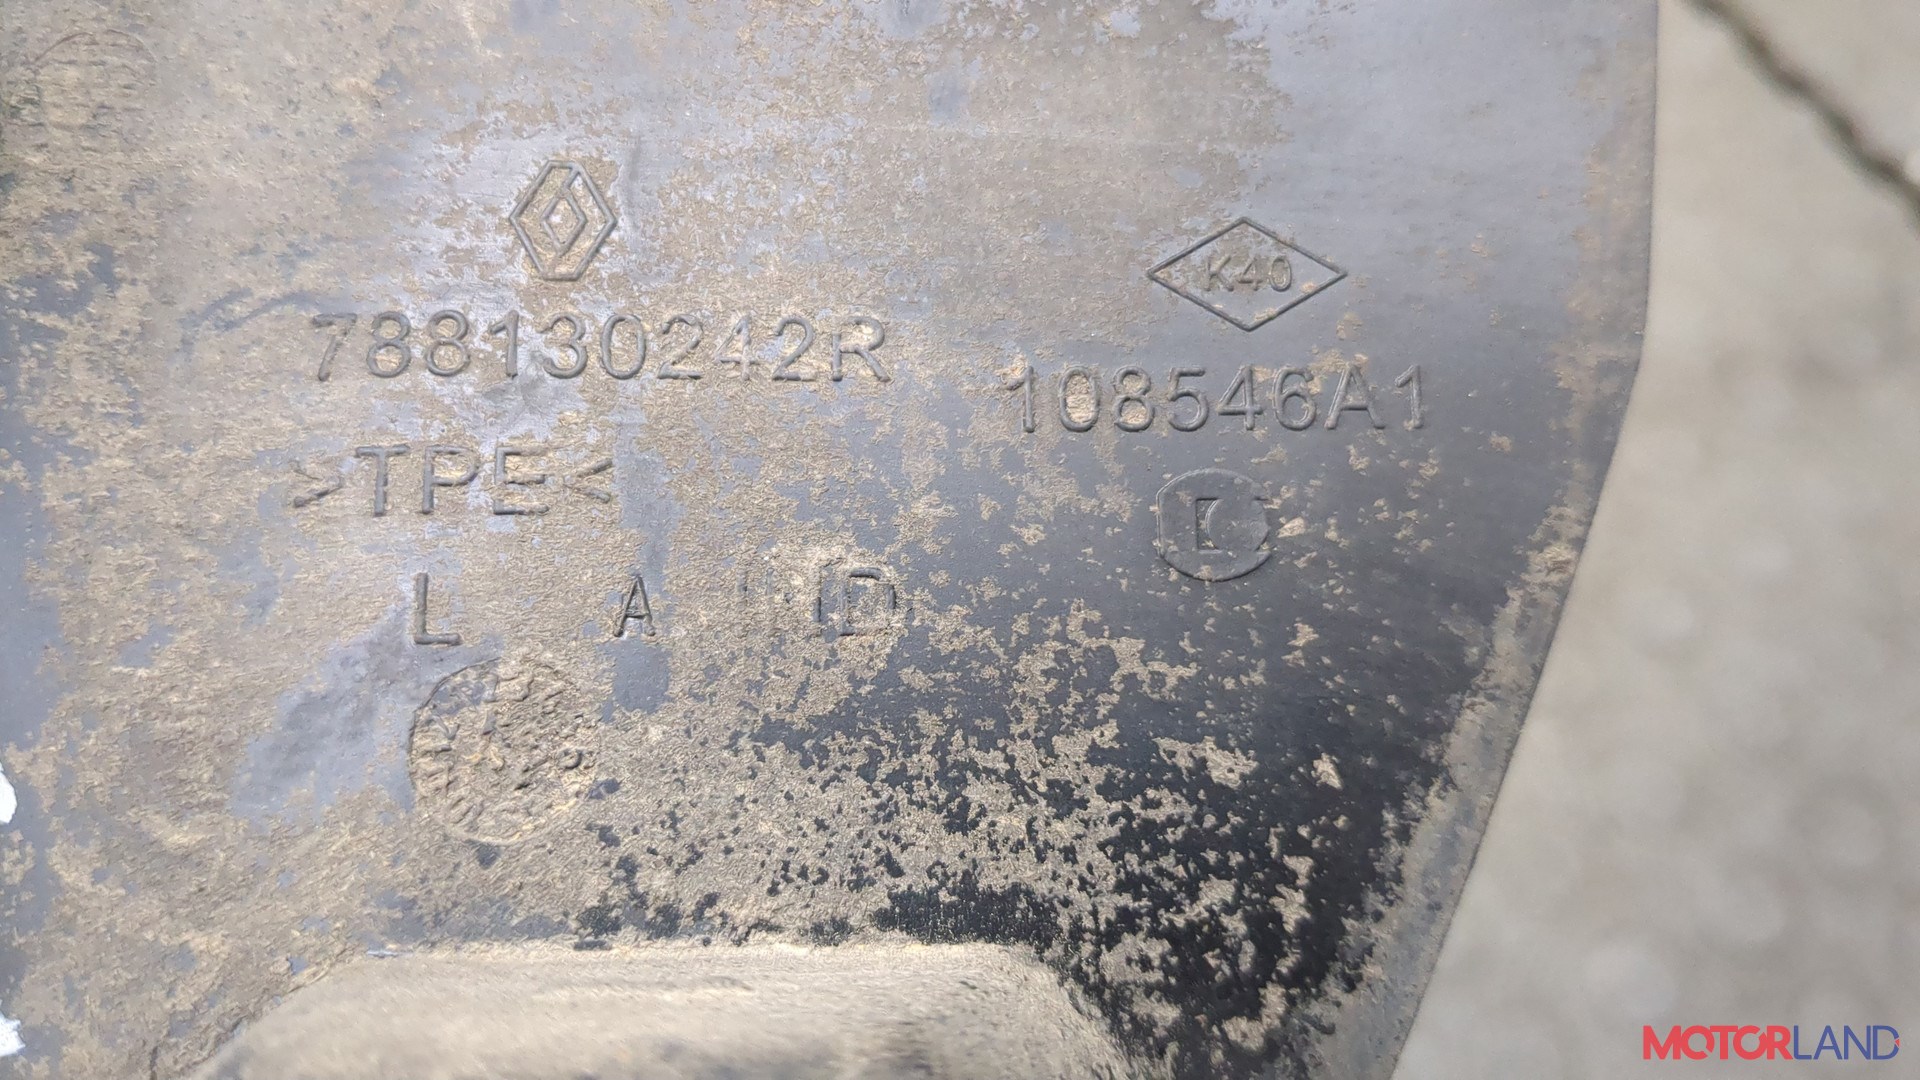 K40
788130242R
108546A1
>TPE<
L A
MOTORLAND